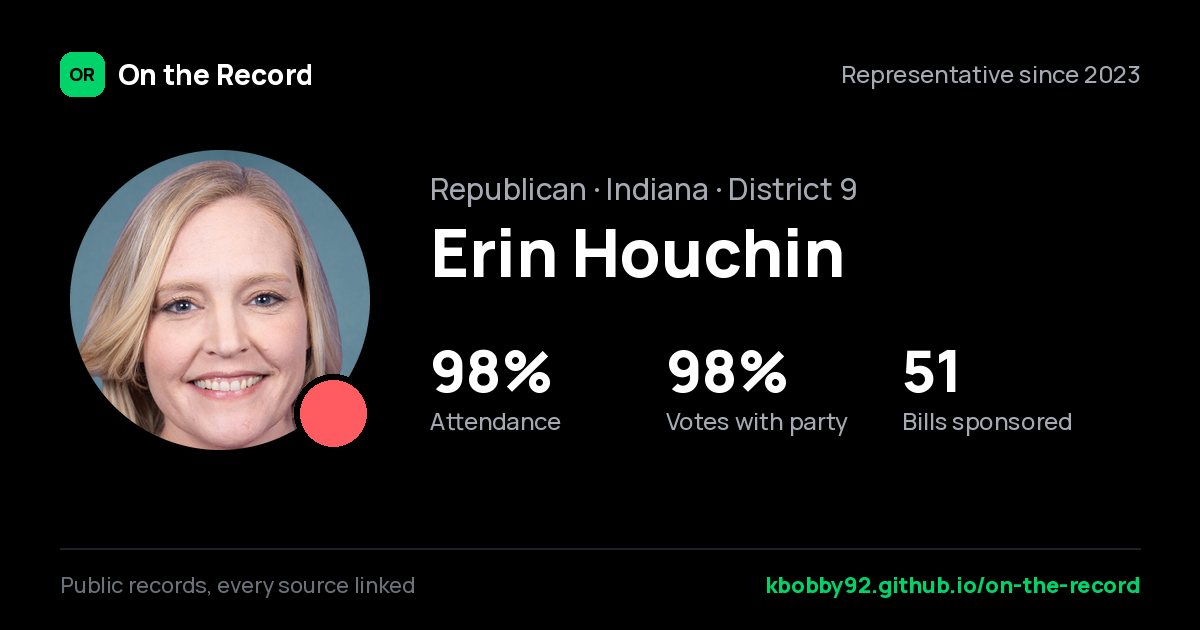 OR On the Record
Representative since 2023
Republican · Indiana · District 9
Erin Houchin
98% 98% 51
Attendance Votes with party Bills sponsored
Public records, every source linked
kbobby92.github.io/on-the-record